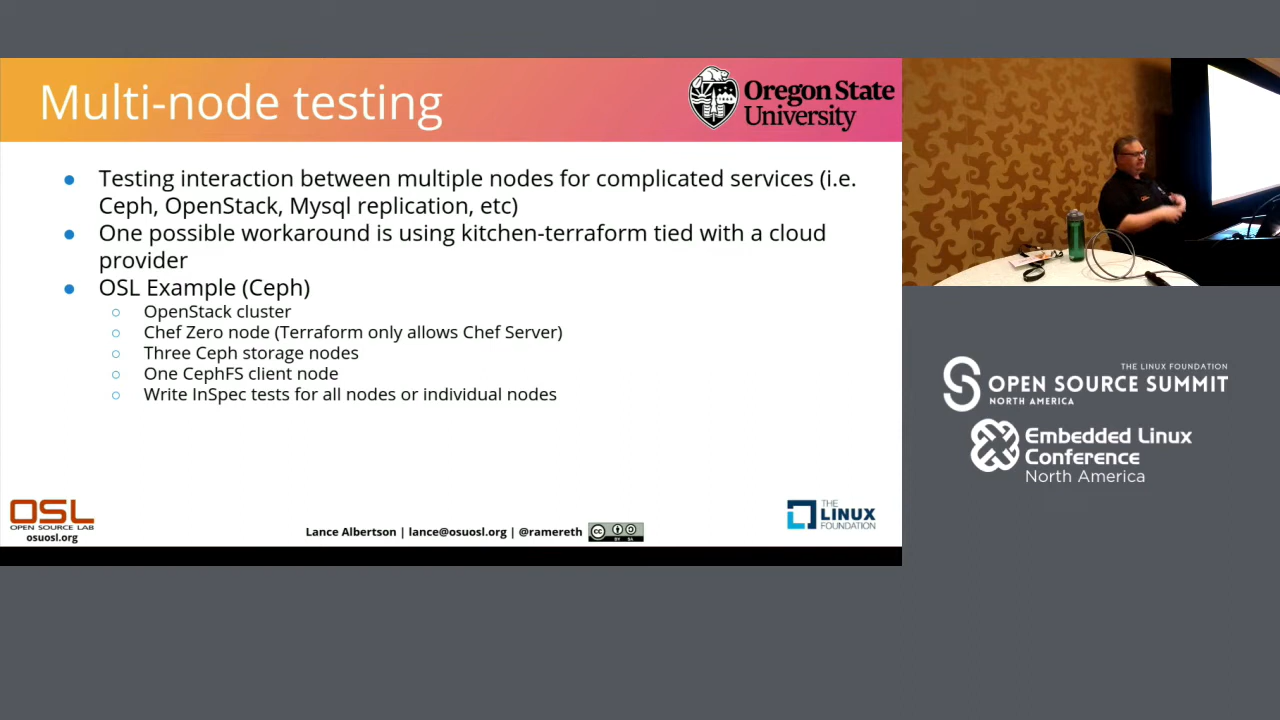 Multi-node testing
Oregon State
University
Testing interaction between multiple nodes for complicated services (i.e.
Ceph, OpenStack, Mysql replication, etc)
One possible workaround is using kitchen-terraform tied with a cloud
provider
OSL Example (Ceph)
OpenStack cluster
Chef Zero node (Terraform only allows Chef Server)
Three Ceph storage nodes
One CephFS client node
Write InSpec tests for all nodes or individual nodes
OSL
OPEN SOURCE LAB
osuosl.org
Lance Albertson | lance@osuosl.org | @ramereth
CC BY SA
THE
LINUX
FOUNDATION
THE LINUX FOUNDATION
OPEN SOURCE SUMMIT
NORTH AMERICA
Embedded Linux
Conference
North America